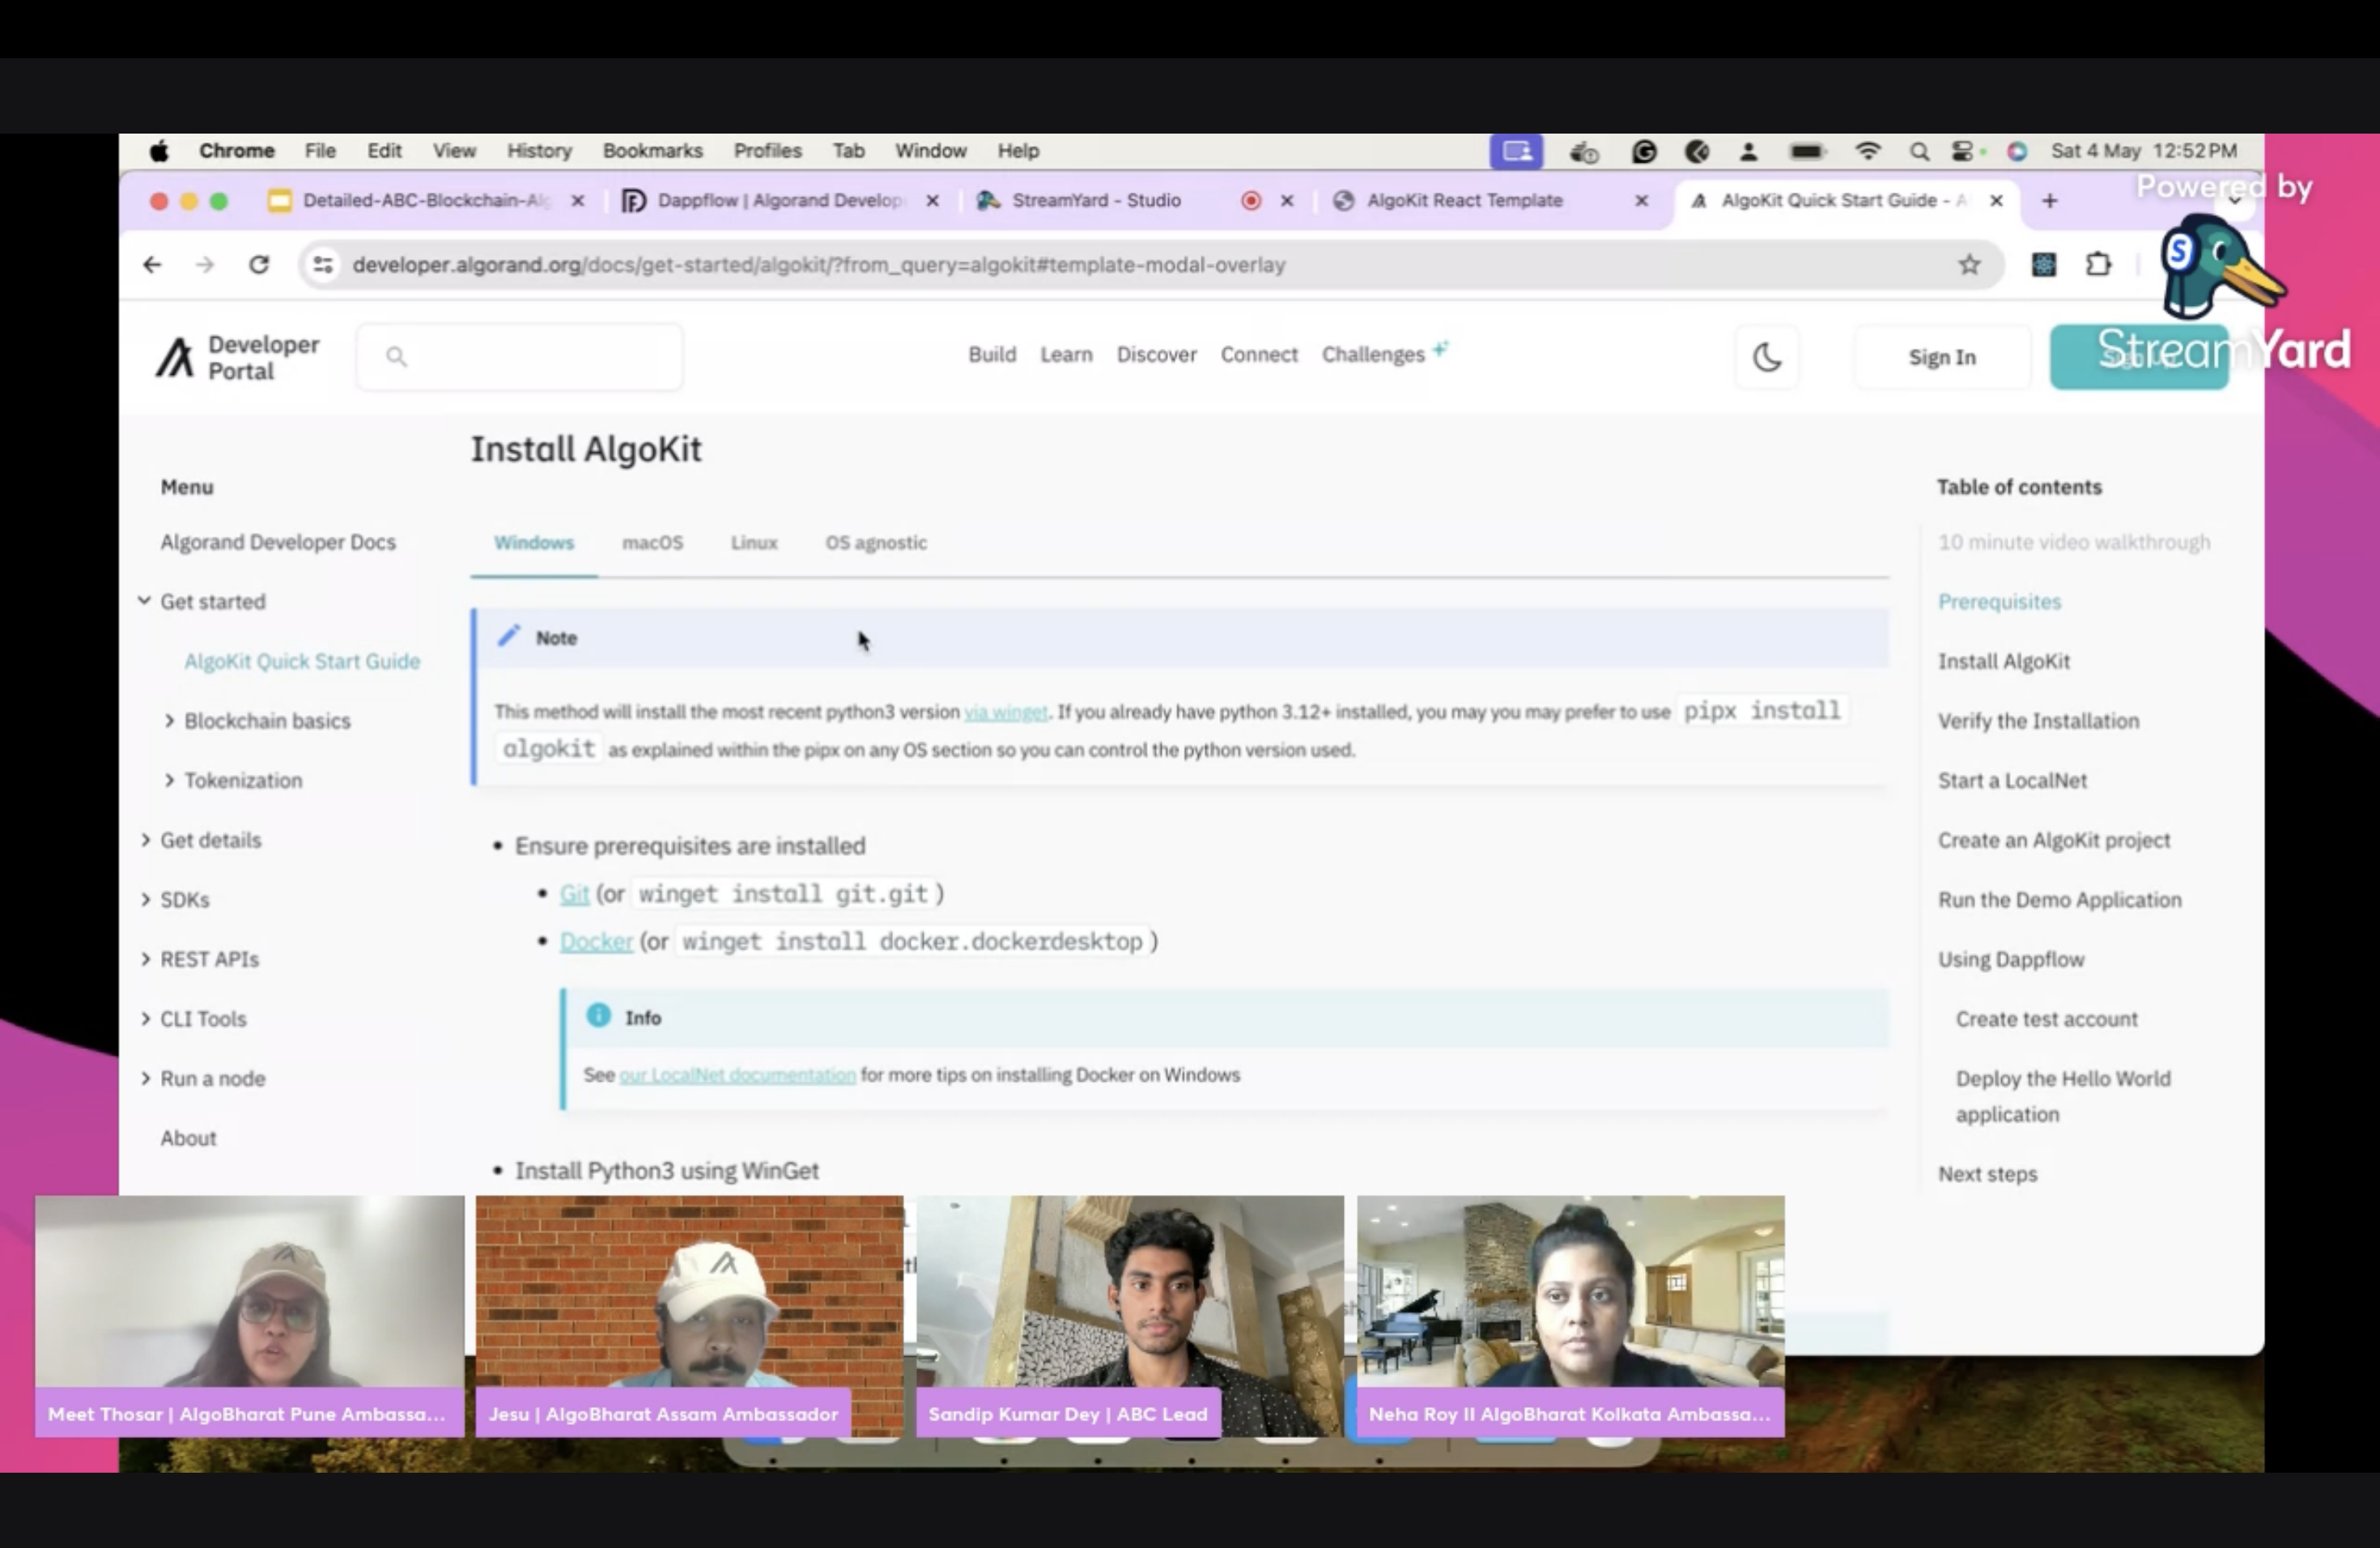 Chrome File Edit View History Bookmarks Profiles Tab Window Help Sat 4 May 12:52 PM
Powered by
StreamYard
Detailed-ABC-Blockchain-Alg Dappflow | Algorand Develop StreamYard - Studio AlgoKit React Template AlgoKit Quick Start Guide - A
developer.algorand.org/docs/get-started/algokit/?from_query=algokit#template-modal-overlay
Developer
Portal
Build Learn Discover Connect Challenges
Sign In
Menu
Algorand Developer Docs
Get started
AlgoKit Quick Start Guide
Blockchain basics
Tokenization
Get details
SDKs
REST APIs
CLI Tools
Run a node
About
Install AlgoKit
Windows macOS Linux OS agnostic
Note
This method will install the most recent python3 version via winget. If you already have python 3.12+ installed, you may you may prefer to use pipx install
algokit as explained within the pipx on any OS section so you can control the python version used.
Ensure prerequisites are installed
Git (or winget install git.git )
Docker (or winget install docker.dockerdesktop )
Info
See our LocalNet documentation for more tips on installing Docker on Windows
Install Python3 using WinGet
Table of contents
10 minute video walkthrough
Prerequisites
Install AlgoKit
Verify the Installation
Start a LocalNet
Create an AlgoKit project
Run the Demo Application
Using Dappflow
Create test account
Deploy the Hello World
application
Next steps
Meet Thosar | AlgoBharat Pune Ambassa...
Jesu | AlgoBharat Assam Ambassador
Sandip Kumar Dey | ABC Lead
Neha Roy II AlgoBharat Kolkata Ambassa...